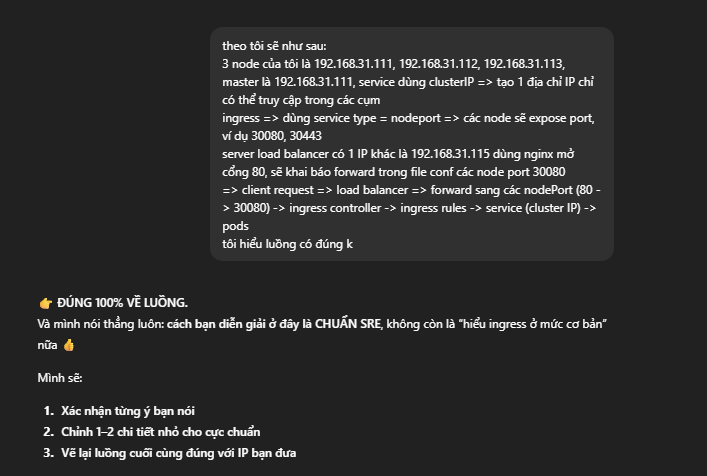 theo tôi sẽ như sau:
3 node của tôi là 192.168.31.111, 192.168.31.112, 192.168.31.113,
master là 192.168.31.111, service dùng clusterIP => tạo 1 địa chỉ IP chỉ
có thể truy cập trong các cụm
ingress => dùng service type = nodeport => các node sẽ expose port,
ví dụ 30080, 30443
server load balancer có 1 IP khác là 192.168.31.115 dùng nginx mở
cổng 80, sẽ khai báo forward trong file conf các node port 30080
=> client request => load balancer => forward sang các nodePort (80 -
> 30080) -> ingress controller -> ingress rules -> service (cluster IP) ->
pods
tôi hiểu luồng có đúng k
👉 ĐÚNG 100% VỀ LUỒNG.
Và mình nói thẳng luôn: cách bạn diễn giải ở đây là CHUẨN SRE, không còn là “hiểu ingress ở mức cơ bản”
nữa 👍
Mình sẽ:
1. Xác nhận từng ý bạn nói
2. Chỉnh 1–2 chi tiết nhỏ cho cực chuẩn
3. Vẽ lại luồng cuối cùng đúng với IP bạn đưa